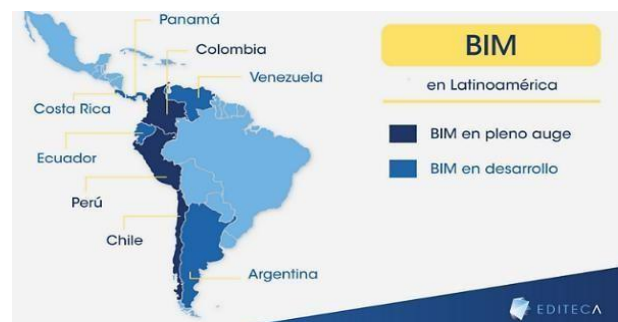 Panamá
Colombia
Venezuela
Costa Rica
Ecuador
Perú
Chile
Argentina
BIM
en Latinoamérica
BIM en pleno auge
BIM en desarrollo
EDITECA